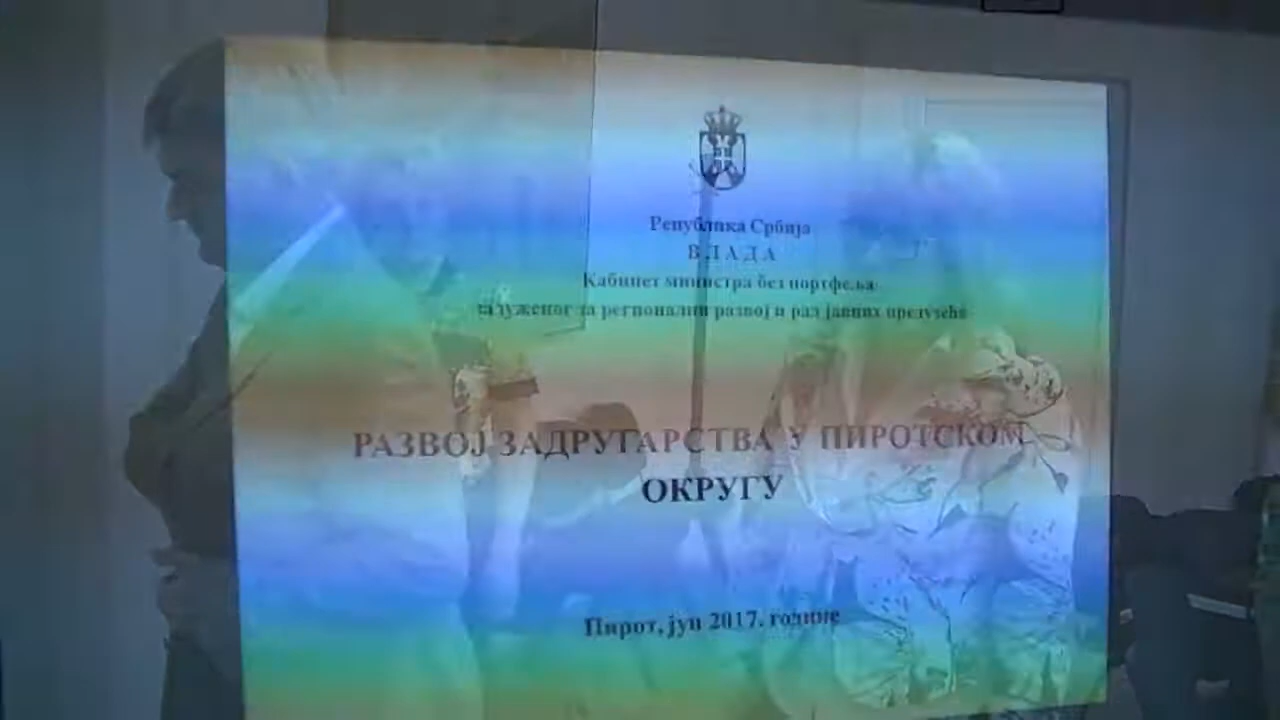 Република Србија
ВЛАДА
Кабинет министра без портфеља
задуженог за регионални развој и рад јавних предузећа
РАЗВОЈ ЗАДРУГАРСТВА У ПИРОТСКОМ
ОКРУГУ
Пирот, јун 2017. године